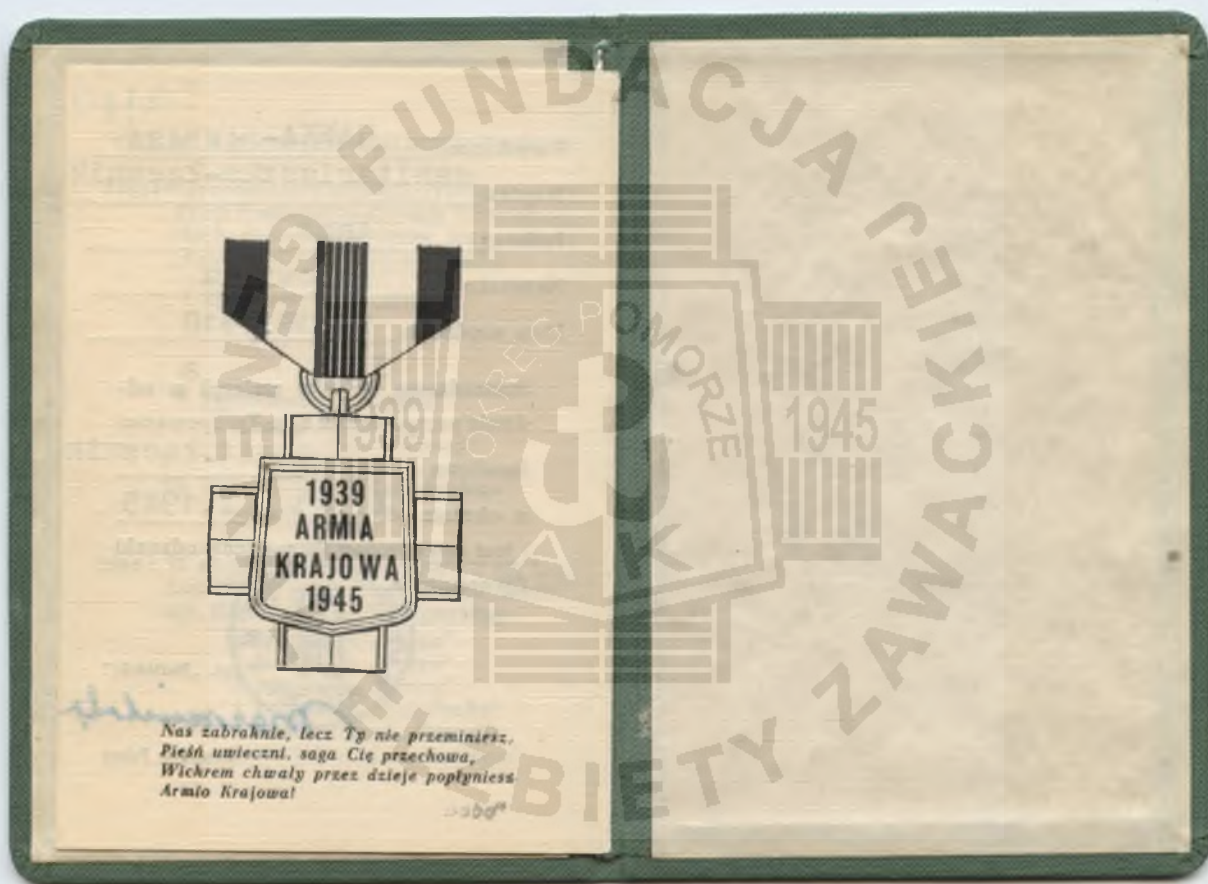 1939
ARMIA
KRAJOWA
1945
Nas zabraknie, lecz Ty nie przeminiesz,
Pieśń uwieczni, saga Cię przechowa,
Wichrem chwały przez dzieje popłyniesz
Armio Krajowa!
FUNDACJA
GENERAŁ ELŻBIETY ZAWACKIEJ
OKRĘG POMORZE
1939
1945
AK